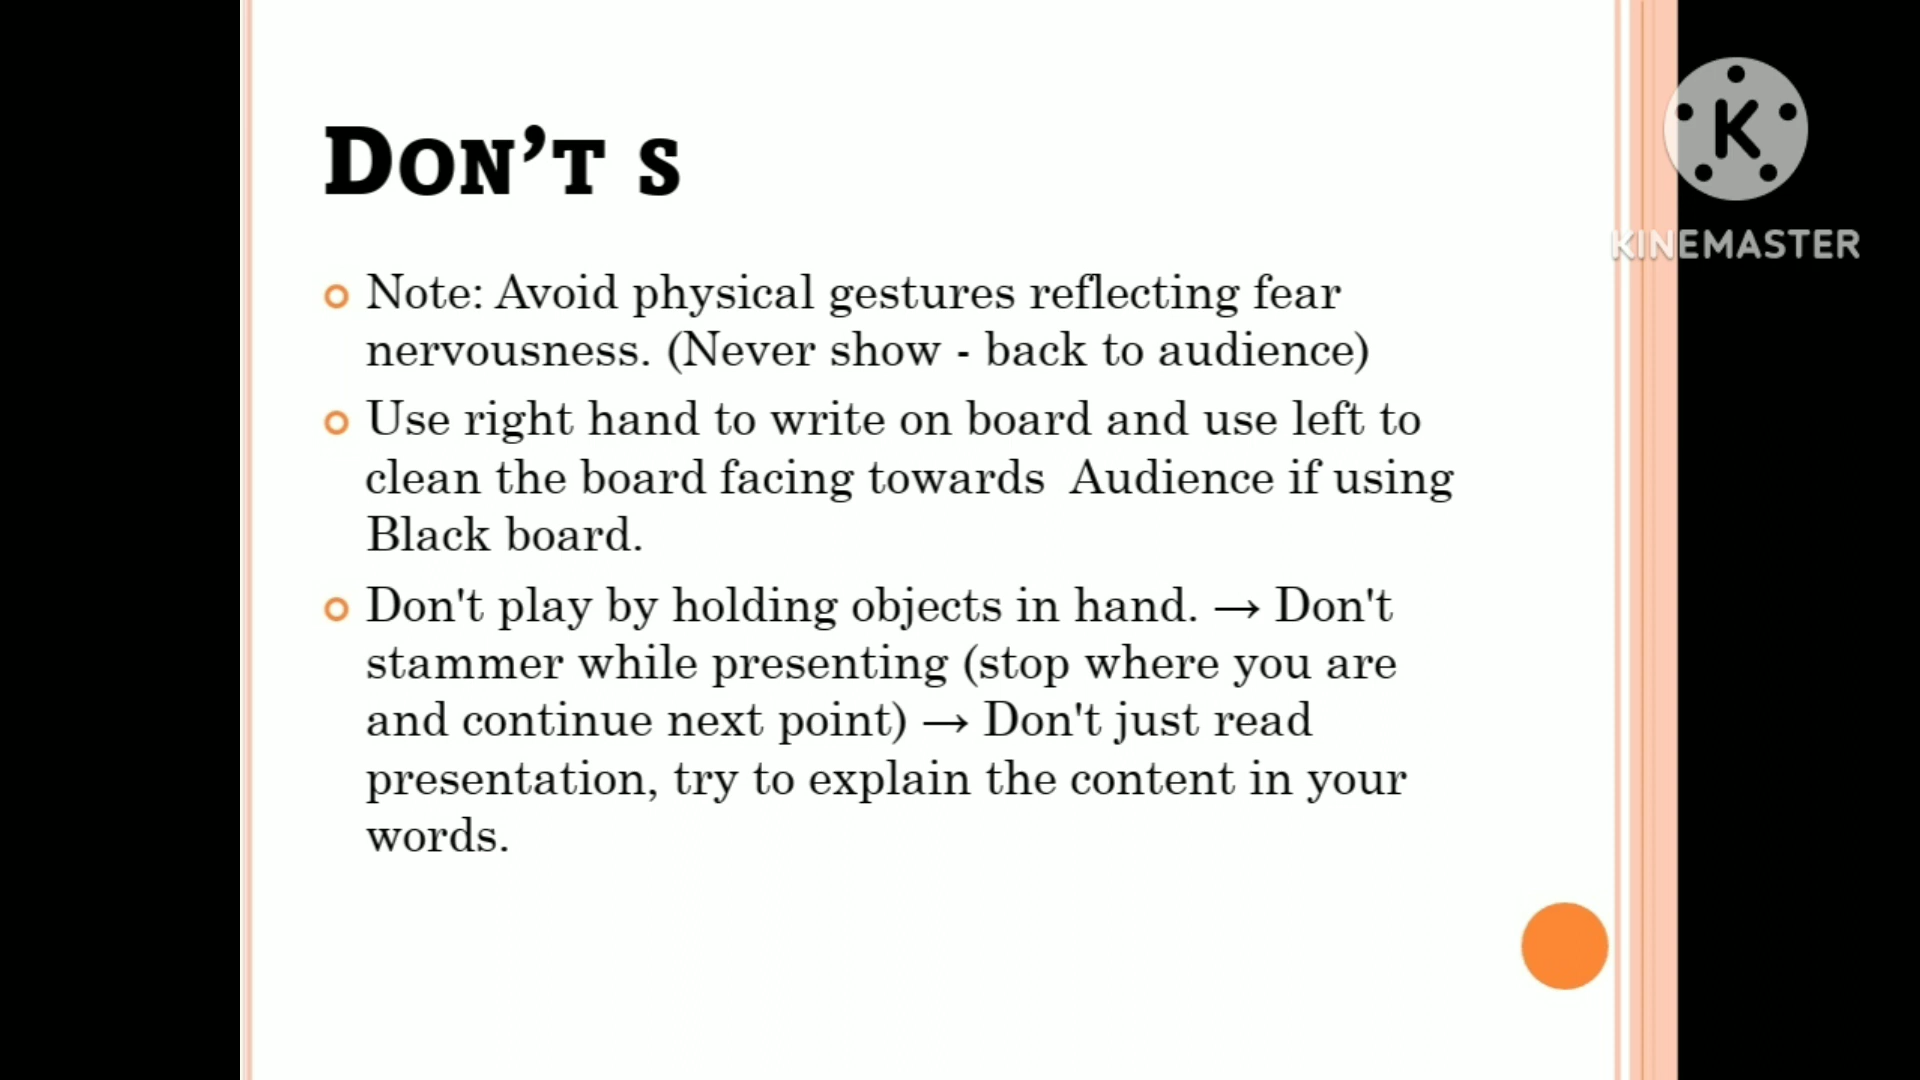 DON'T S
Note: Avoid physical gestures reflecting fear
nervousness. (Never show - back to audience)
Use right hand to write on board and use left to
clean the board facing towards  Audience if using
Black board.
Don't play by holding objects in hand. → Don't
stammer while presenting (stop where you are
and continue next point) → Don't just read
presentation, try to explain the content in your
words.
K
KINEMASTER